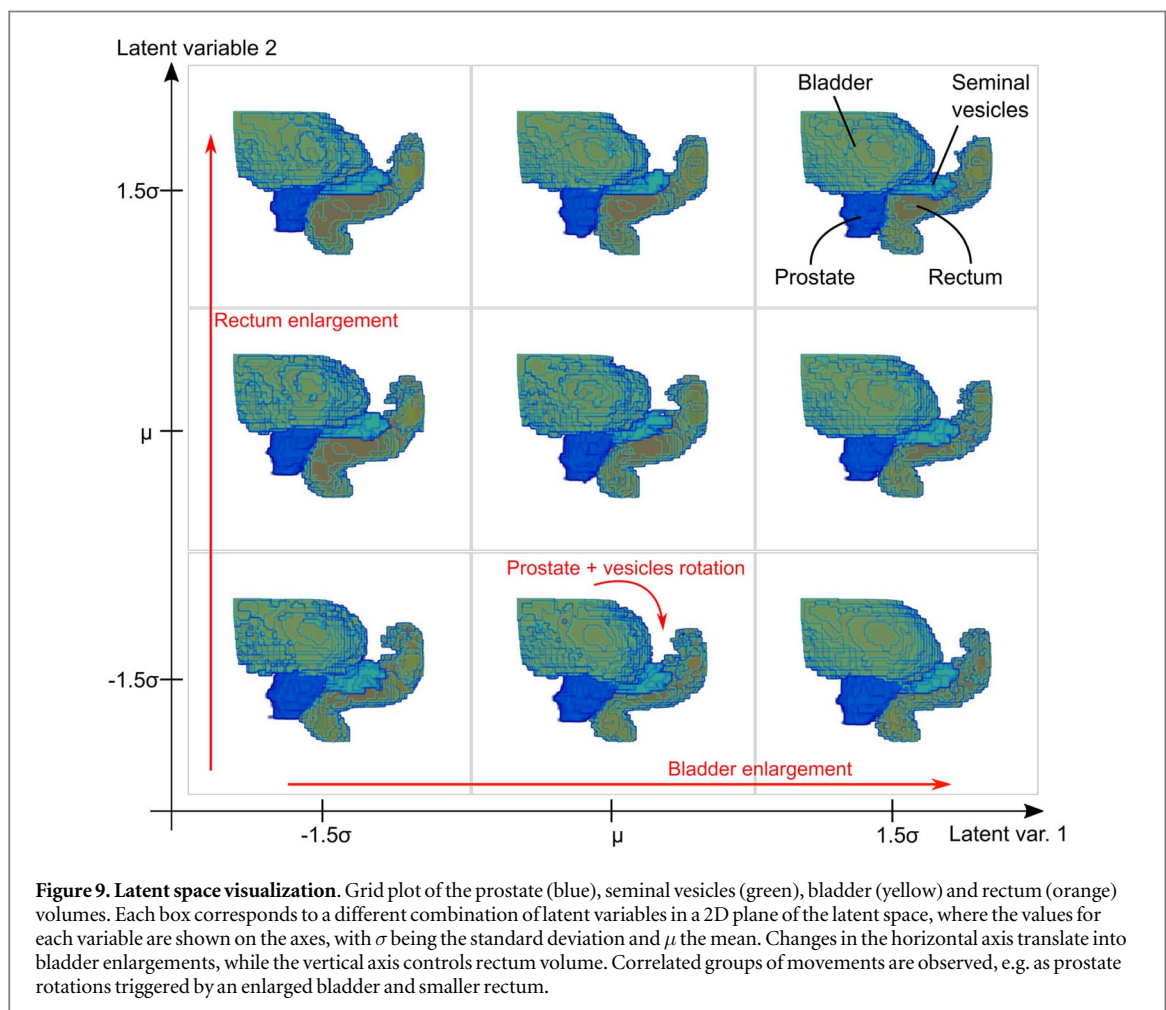 Latent variable 2
Bladder
Seminal
vesicles
1.5σ
Prostate
Rectum
Rectum enlargement
μ
Prostate + vesicles rotation
-1.5σ
Bladder enlargement
-1.5σ
μ
1.5σ
Latent var. 1
Figure 9. Latent space visualization. Grid plot of the prostate (blue), seminal vesicles (green), bladder (yellow) and rectum (orange)
volumes. Each box corresponds to a different combination of latent variables in a 2D plane of the latent space, where the values for
each variable are shown on the axes, with σ being the standard deviation and μ the mean. Changes in the horizontal axis translate into
bladder enlargements, while the vertical axis controls rectum volume. Correlated groups of movements are observed, e.g. as prostate
rotations triggered by an enlarged bladder and smaller rectum.